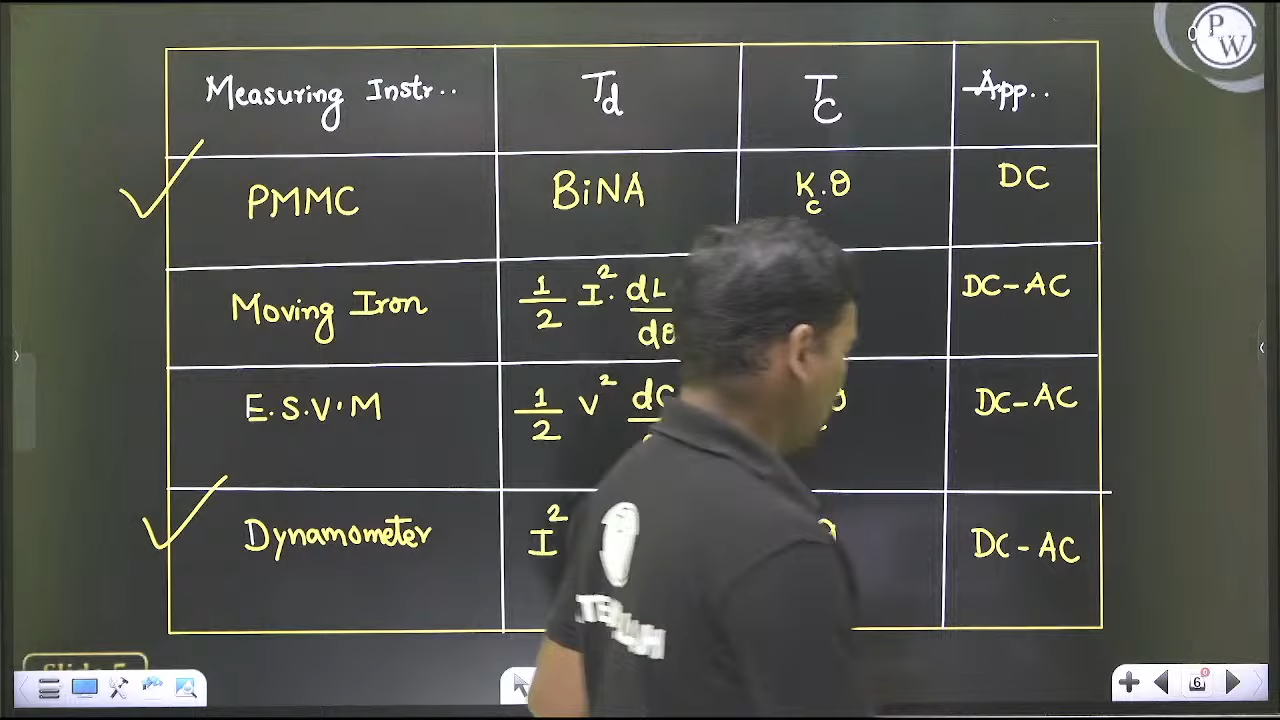 PW
Measuring Instr.. Td TC App..
PMMC BiNA Kc.θ DC
Moving Iron 1/2 I². dL/dθ DC-AC
E.S.V.M 1/2 V² DC-AC
Dynamometer I² DC-AC
6